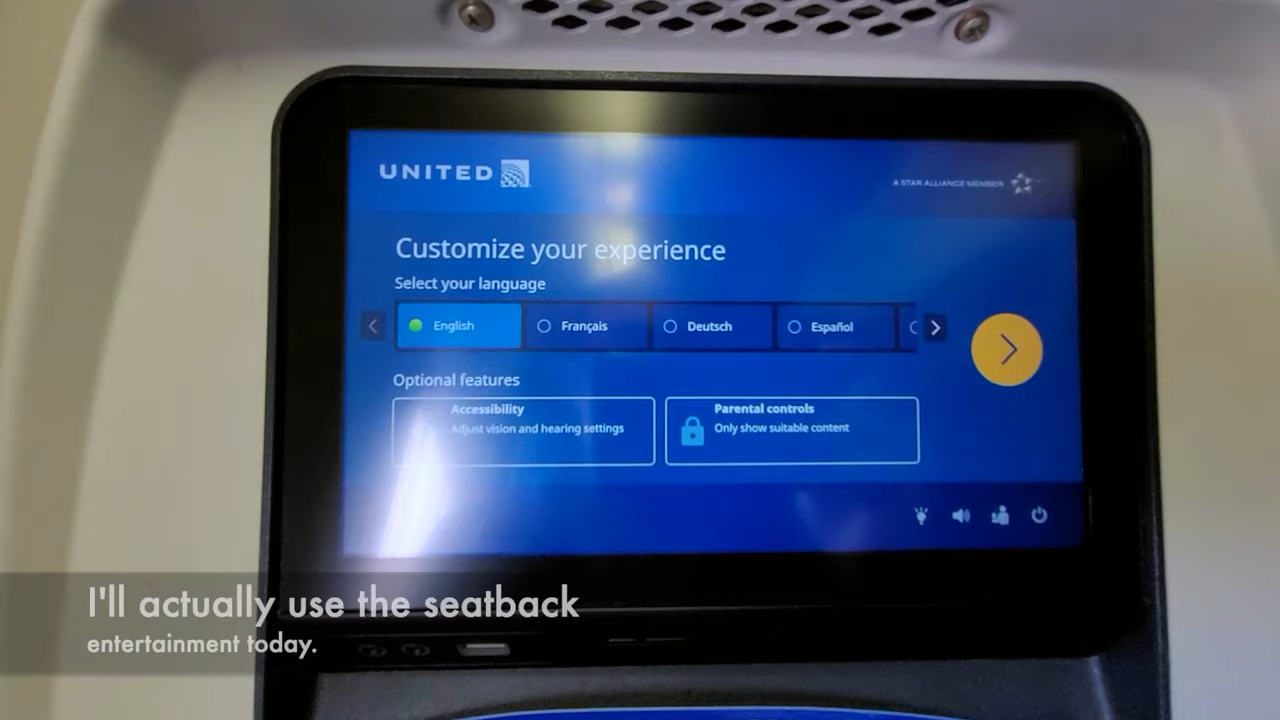 UNITED
A STAR ALLIANCE MEMBER
Customize your experience
Select your language
English
Français
Deutsch
Español
Optional features
Accessibility
Adjust vision and hearing settings
Parental controls
Only show suitable content
I'll actually use the seatback
entertainment today.